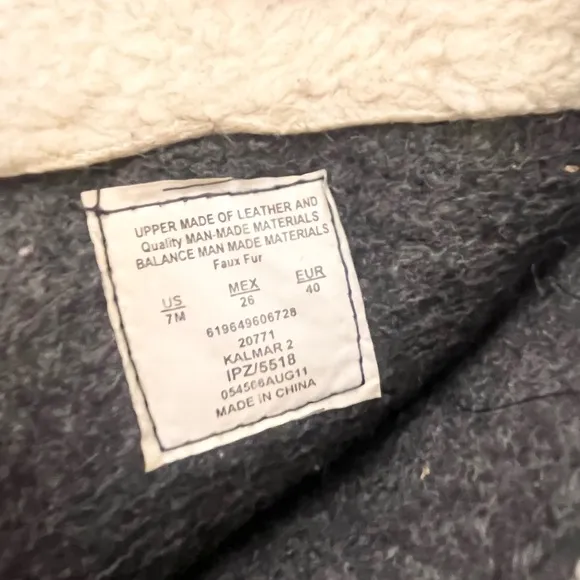 UPPER MADE OF LEATHER AND
Quality MAN-MADE MATERIALS
BALANCE MAN MADE MATERIALS
Faux Fur
US MEX EUR
7M 26 40
619649606728
20771
KALMAR 2
IPZ/5518
054566AUG11
MADE IN CHINA